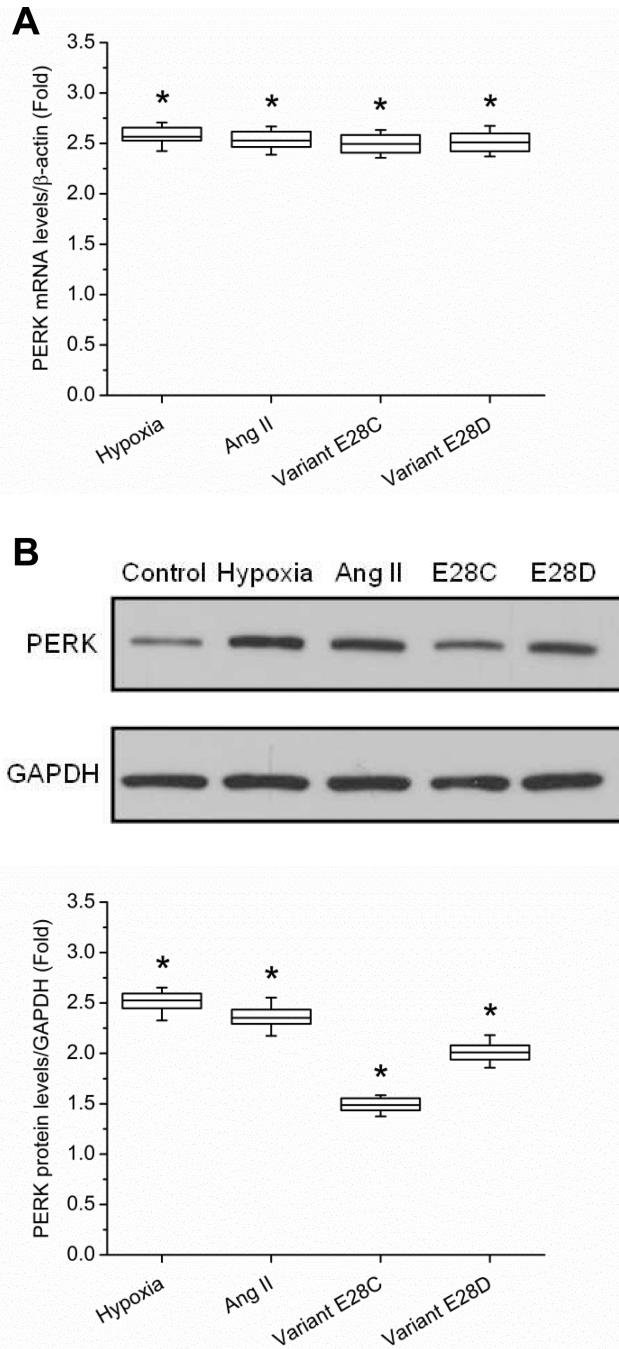 A
PERK mRNA levels/β-actin (Fold)
3.5
3.0
2.5
2.0
1.5
1.0
0.5
0.0
* * * *
Hypoxia Ang II Variant E28C Variant E28D
B
Control Hypoxia Ang II E28C E28D
PERK
GAPDH
PERK protein levels/GAPDH (Fold)
3.5
3.0
2.5
2.0
1.5
1.0
0.5
0.0
* * * *
Hypoxia Ang II Variant E28C Variant E28D